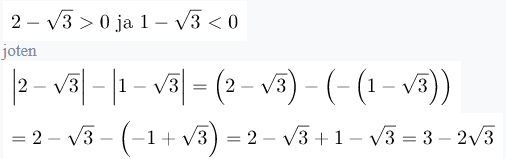 2 − √3 > 0 ja 1 − √3 < 0
joten
|2 − √3| − |1 − √3| = (2 − √3) − (− (1 − √3))
= 2 − √3 − (−1 + √3) = 2 − √3 + 1 − √3 = 3 − 2√3